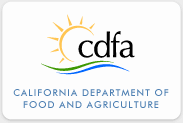 cdfa
CALIFORNIA DEPARTMENT OF
FOOD AND AGRICULTURE